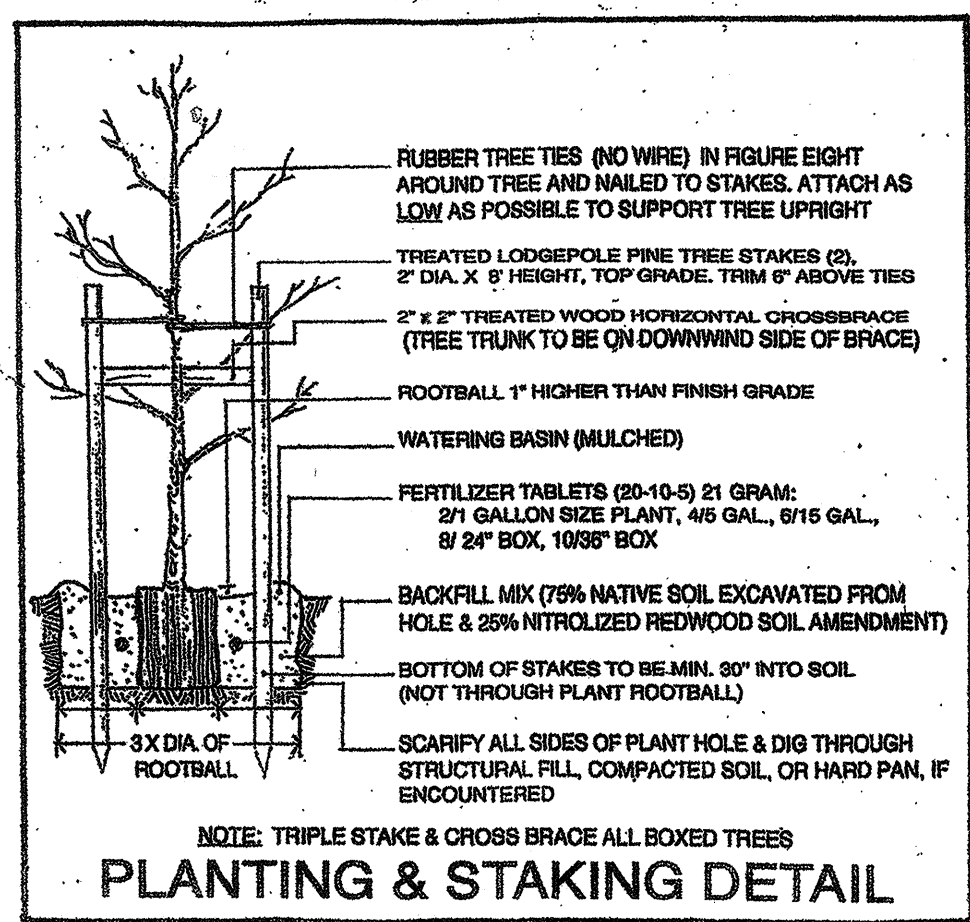 RUBBER TREE TIES (NO WIRE) IN FIGURE EIGHT
AROUND TREE AND NAILED TO STAKES. ATTACH AS
LOW AS POSSIBLE TO SUPPORT TREE UPRIGHT
TREATED LODGEPOLE PINE TREE STAKES (2),
2" DIA. X 8' HEIGHT, TOP GRADE. TRIM 6" ABOVE TIES
2" x 2" TREATED WOOD HORIZONTAL CROSSBRACE
(TREE TRUNK TO BE ON DOWNWIND SIDE OF BRACE)
ROOTBALL 1" HIGHER THAN FINISH GRADE
WATERING BASIN (MULCHED)
FERTILIZER TABLETS (20-10-5) 21 GRAM:
2/1 GALLON SIZE PLANT, 4/5 GAL., 6/15 GAL.,
8/ 24" BOX, 10/36" BOX
BACKFILL MIX (75% NATIVE SOIL EXCAVATED FROM
HOLE & 25% NITROLIZED REDWOOD SOIL AMENDMENT)
BOTTOM OF STAKES TO BE MIN. 30" INTO SOIL
(NOT THROUGH PLANT ROOTBALL)
3 X DIA. OF
ROOTBALL
SCARIFY ALL SIDES OF PLANT HOLE & DIG THROUGH
STRUCTURAL FILL, COMPACTED SOIL, OR HARD PAN, IF
ENCOUNTERED
NOTE: TRIPLE STAKE & CROSS BRACE ALL BOXED TREES
PLANTING & STAKING DETAIL